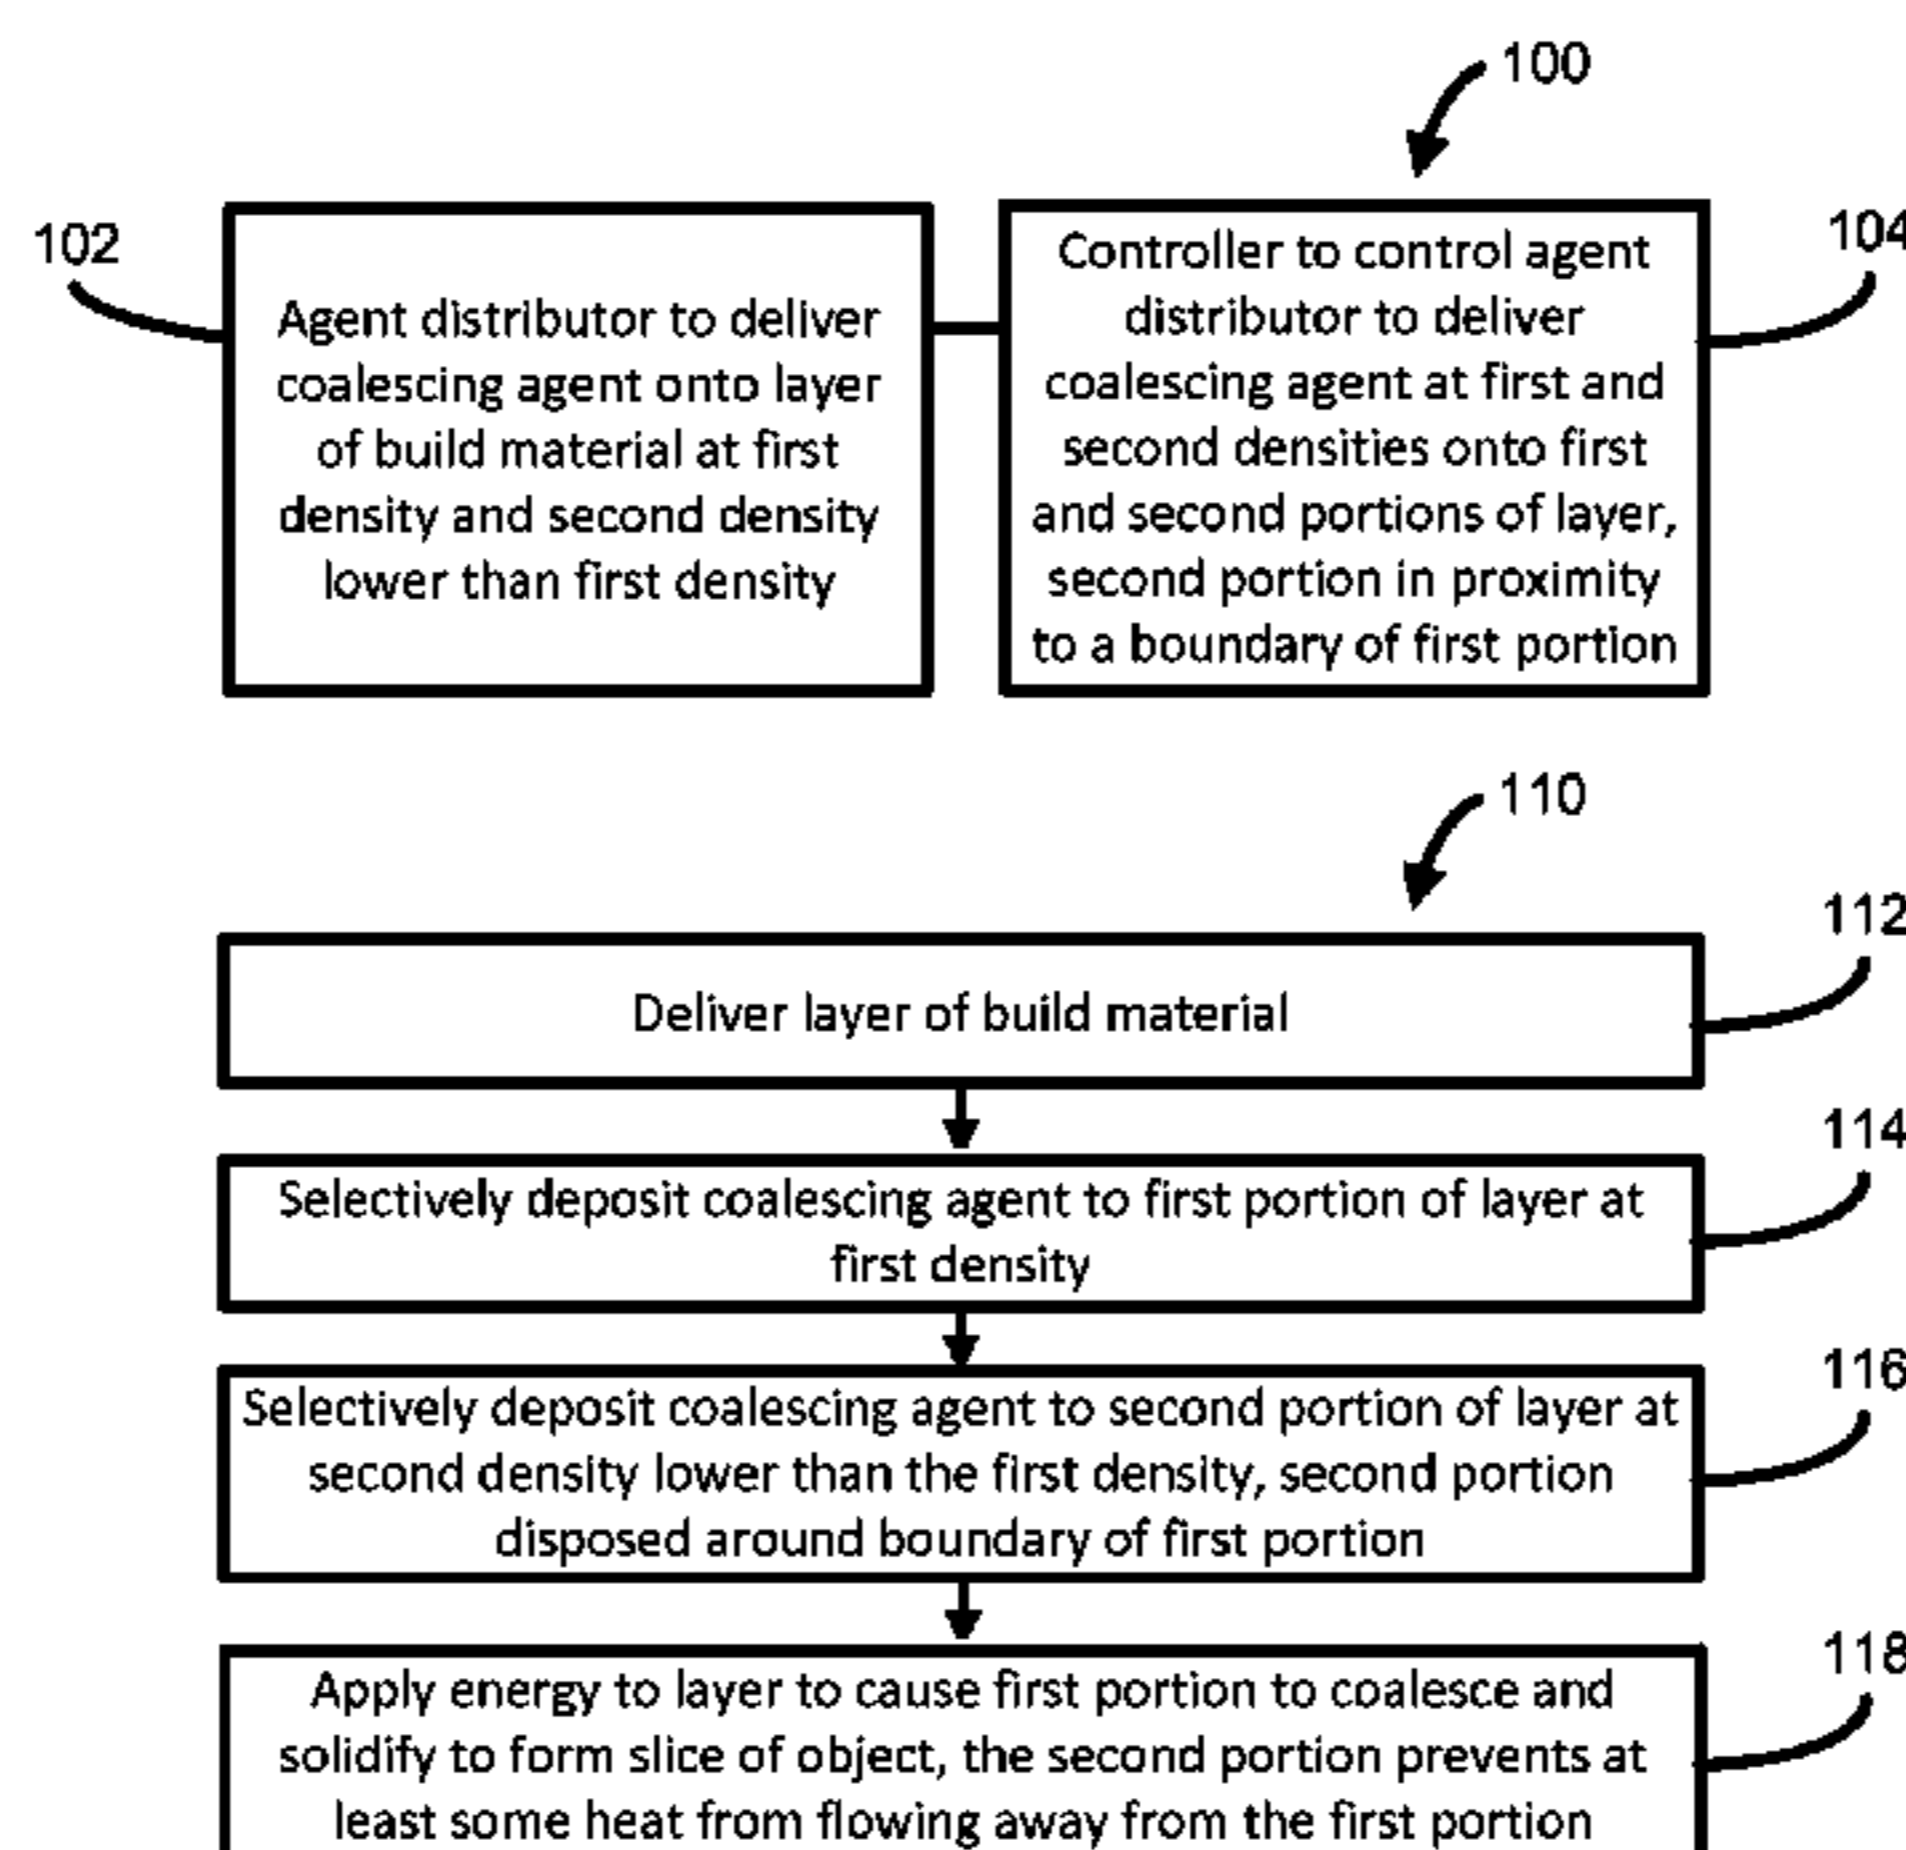 100
102
Agent distributor to deliver
coalescing agent onto layer
of build material at first
density and second density
lower than first density
Controller to control agent
distributor to deliver
coalescing agent at first and
second densities onto first
and second portions of layer,
second portion in proximity
to a boundary of first portion
104
110
Deliver layer of build material
112
Selectively deposit coalescing agent to first portion of layer at
first density
114
Selectively deposit coalescing agent to second portion of layer at
second density lower than the first density, second portion
disposed around boundary of first portion
116
Apply energy to layer to cause first portion to coalesce and
solidify to form slice of object, the second portion prevents at
least some heat from flowing away from the first portion
118